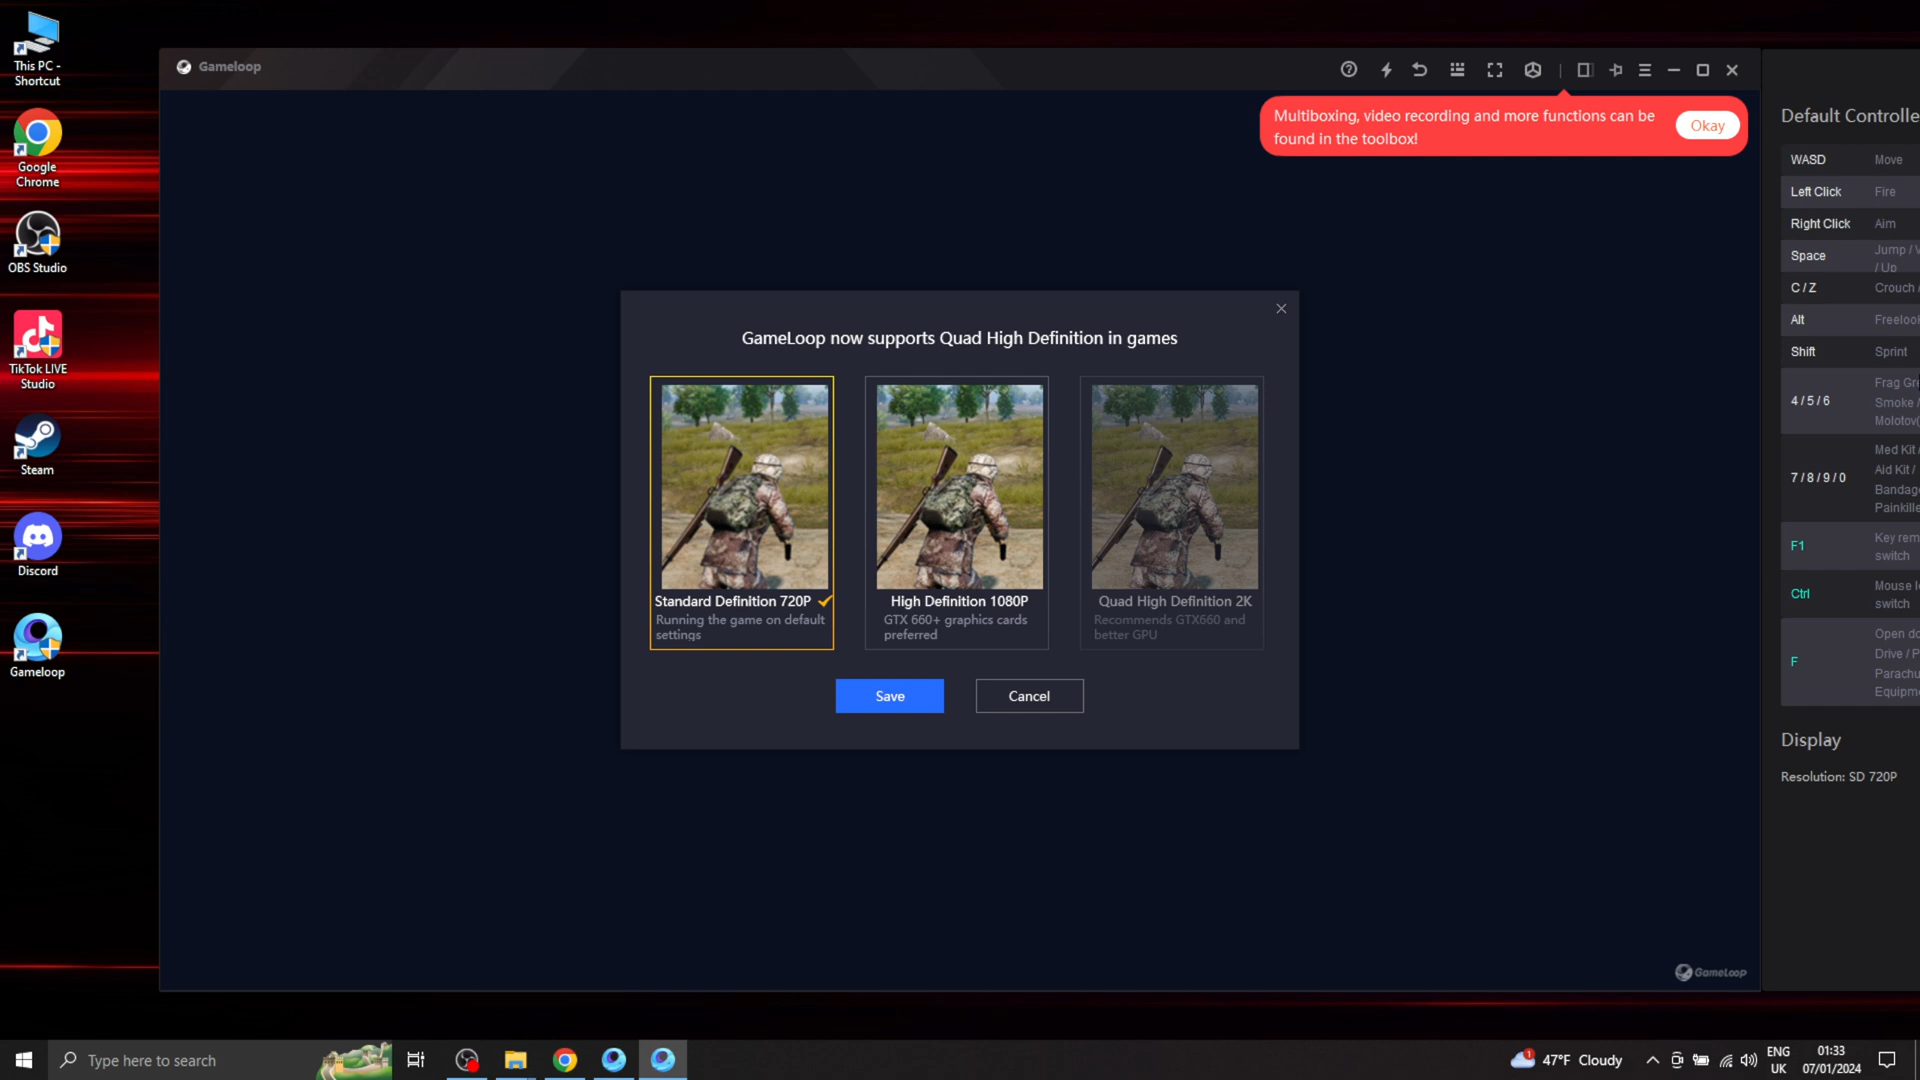 This PC -
Shortcut
Google
Chrome
OBS Studio
TikTok LIVE
Studio
Steam
Discord
Gameloop
Gameloop
Multiboxing, video recording and more functions can be
found in the toolbox!
Okay
GameLoop now supports Quad High Definition in games
Standard Definition 720P
Running the game on default
settings
High Definition 1080P
GTX 660+ graphics cards
preferred
Quad High Definition 2K
Recommends GTX660 and
better GPU
Save
Cancel
GameLoop
Default Controlle
WASD Move
Left Click Fire
Right Click Aim
Space Jump / V
/ Up
C / Z Crouch /
Alt Freelook
Shift Sprint
4 / 5 / 6 Frag Gre
Smoke /
Molotov(
7 / 8 / 9 / 0 Med Kit /
Aid Kit /
Bandage
Painkille
F1 Key rem
switch
Ctrl Mouse l
switch
F Open do
Drive / P
Parachu
Equipme
Display
Resolution: SD 720P
Type here to search
1
47°F Cloudy
ENG
UK
01:33
07/01/2024